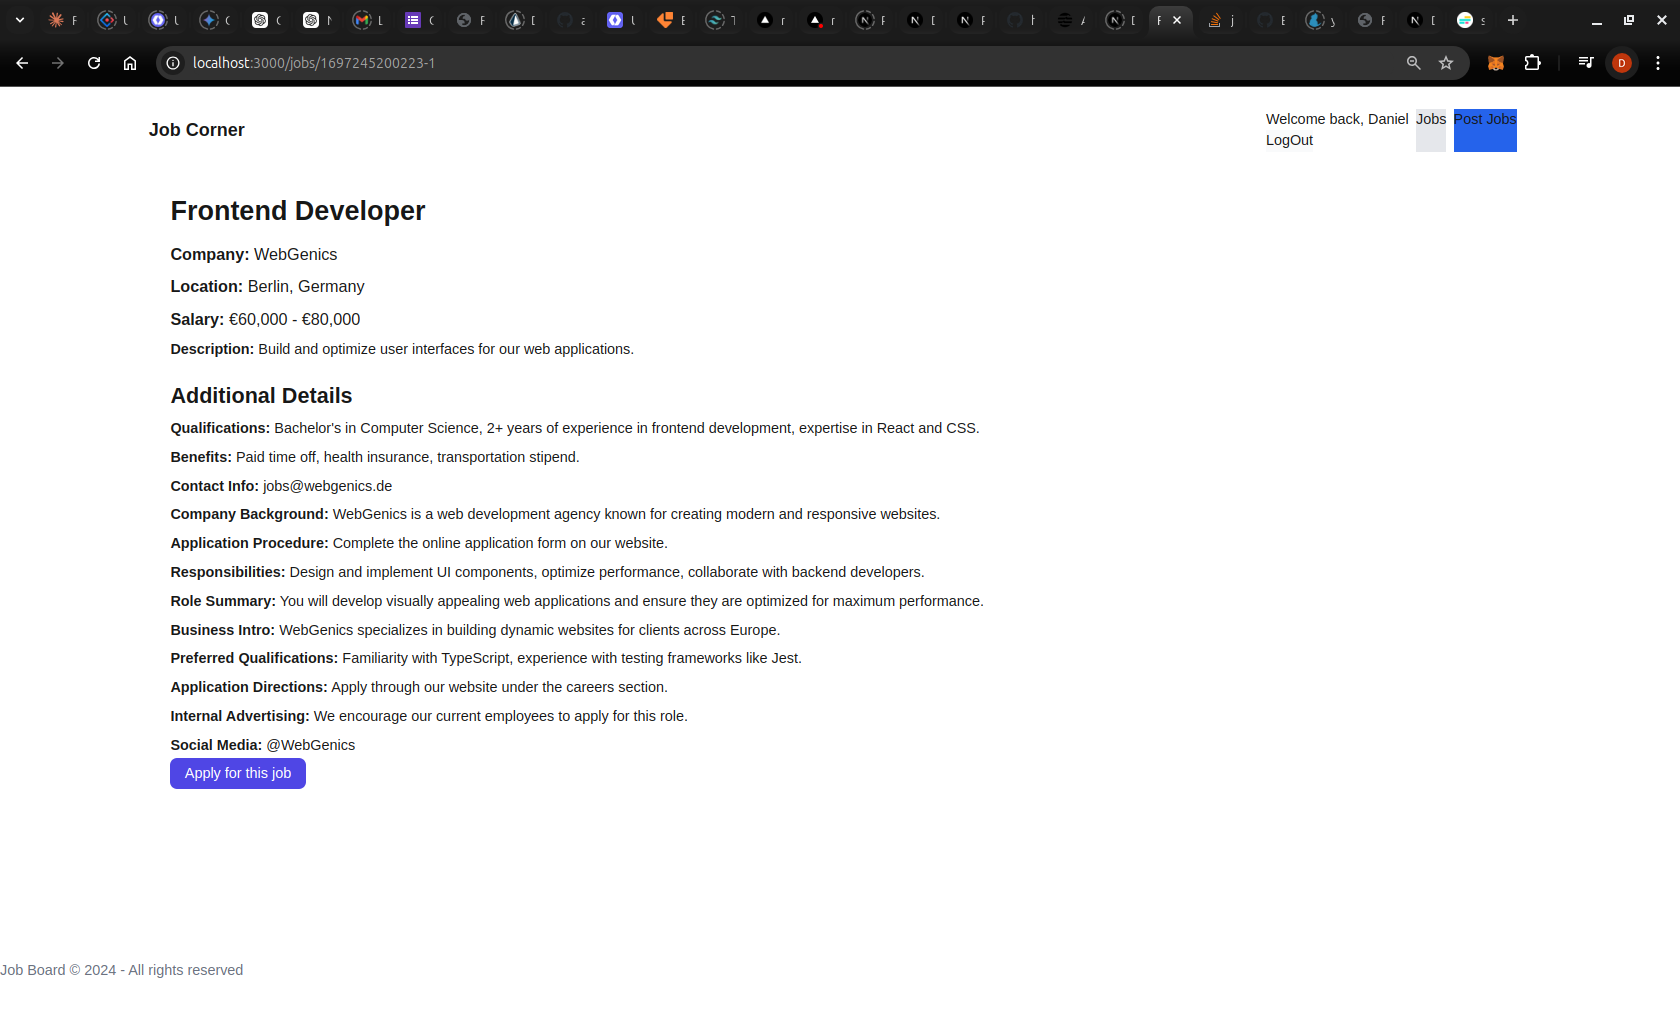 localhost:3000/jobs/1697245200223-1
D
Job Corner
Welcome back, Daniel
LogOut
Jobs
Post Jobs
Frontend Developer
Company: WebGenics
Location: Berlin, Germany
Salary: €60,000 - €80,000
Description: Build and optimize user interfaces for our web applications.
Additional Details
Qualifications: Bachelor's in Computer Science, 2+ years of experience in frontend development, expertise in React and CSS.
Benefits: Paid time off, health insurance, transportation stipend.
Contact Info: jobs@webgenics.de
Company Background: WebGenics is a web development agency known for creating modern and responsive websites.
Application Procedure: Complete the online application form on our website.
Responsibilities: Design and implement UI components, optimize performance, collaborate with backend developers.
Role Summary: You will develop visually appealing web applications and ensure they are optimized for maximum performance.
Business Intro: WebGenics specializes in building dynamic websites for clients across Europe.
Preferred Qualifications: Familiarity with TypeScript, experience with testing frameworks like Jest.
Application Directions: Apply through our website under the careers section.
Internal Advertising: We encourage our current employees to apply for this role.
Social Media: @WebGenics
Apply for this job
Job Board © 2024 - All rights reserved